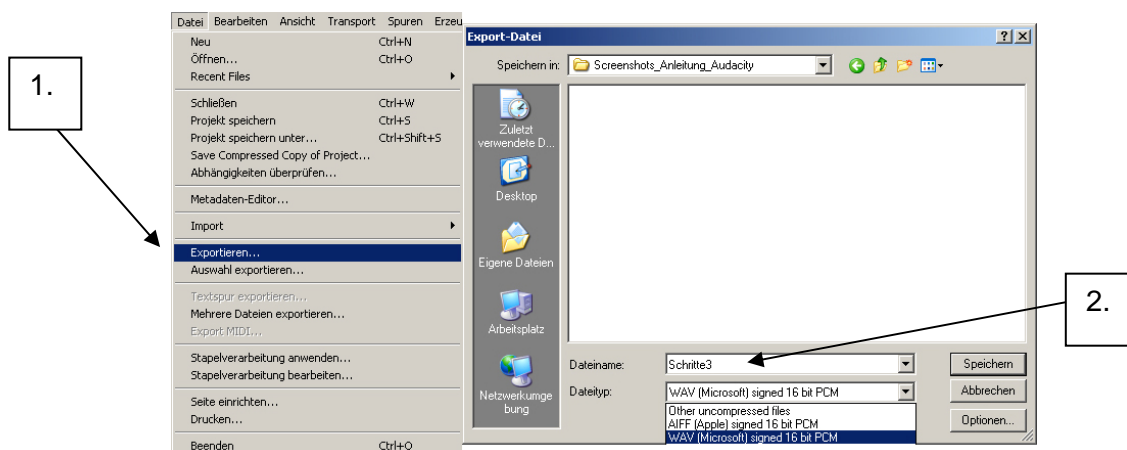 1.
Datei Bearbeiten Ansicht Transport Spuren Erzeu
Neu Ctrl+N
Öffnen... Ctrl+O
Recent Files
Schließen Ctrl+W
Projekt speichern Ctrl+S
Projekt speichern unter... Ctrl+Shift+S
Save Compressed Copy of Project...
Abhängigkeiten überprüfen...
Metadaten-Editor...
Import
Exportieren...
Auswahl exportieren...
Textspur exportieren...
Mehrere Dateien exportieren...
Export MIDI...
Stapelverarbeitung anwenden...
Stapelverarbeitung bearbeiten...
Seite einrichten...
Drucken...
Beenden Ctrl+Q
Export-Datei
Speichern in: Screenshots_Anleitung_Audacity
Zuletzt
verwendete D...
Desktop
Eigene Dateien
Arbeitsplatz
Netzwerkumge
bung
Dateiname: Schritte3 Speichern
Dateityp: WAV (Microsoft) signed 16 bit PCM Abbrechen
Other uncompressed files
AIFF (Apple) signed 16 bit PCM Optionen...
WAV (Microsoft) signed 16 bit PCM
2.